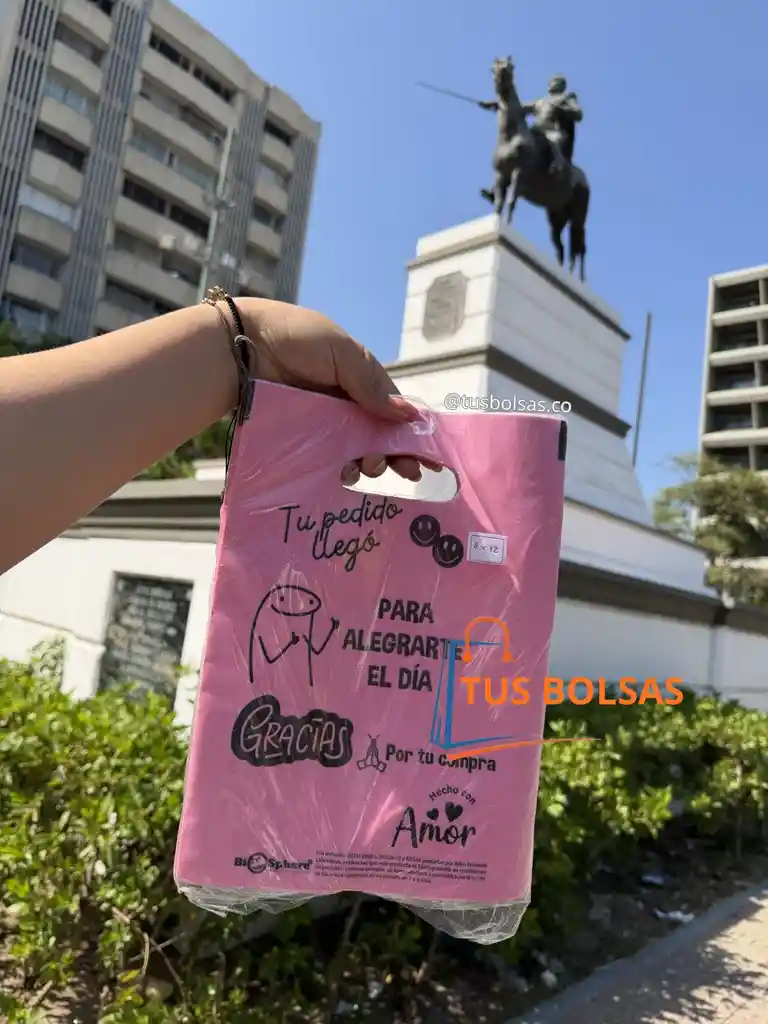 @tusbolsas.co
Tu pedido
llegó
8 x 12
PARA
ALEGRARTE
EL DÍA
TUS BOLSAS
GRACIAS
Por tu compra
Hecho con
Amor
BioSphere